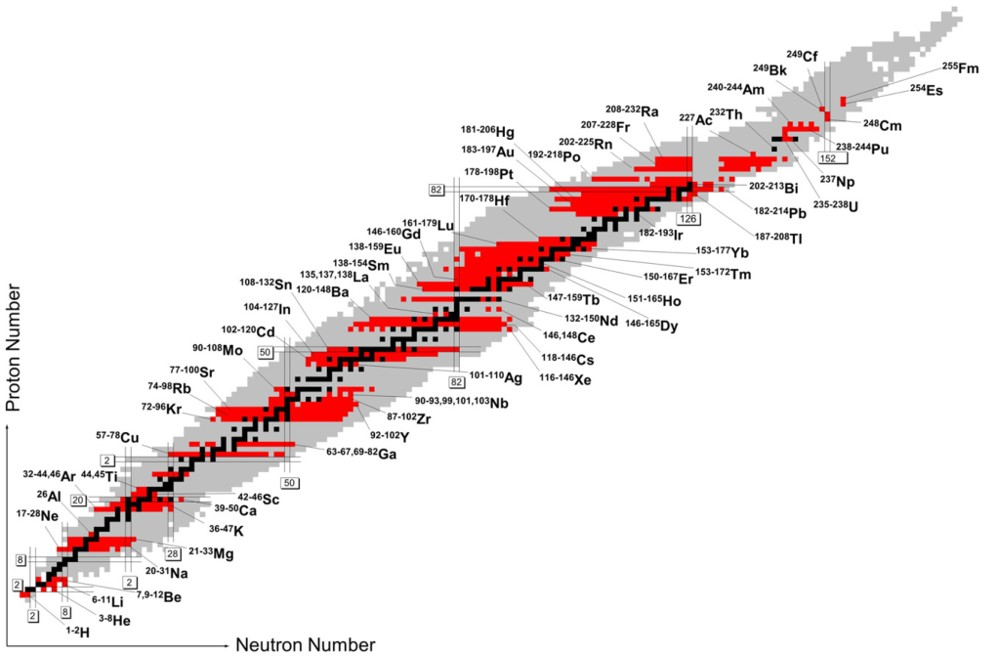 255Fm
249Cf
254Es
249Bk
240-244Am
248Cm
232Th
208-232Ra
227Ac
238-244Pu
207-228Fr
181-206Hg
202-225Rn
152
183-197Au
192-218Po
237Np
178-198Pt
202-213Bi
235-238U
82
170-178Hf
182-214Pb
126
161-179Lu
182-193Ir
187-208Tl
146-160Gd
138-159Eu
153-177Yb
138-154Sm
153-172Tm
135,137,138La
150-167Er
108-132Sn
120-148Ba
151-165Ho
147-159Tb
104-127In
132-150Nd
146-165Dy
102-120Cd
146,148Ce
90-108Mo
50
118-146Cs
77-100Sr
101-110Ag
116-146Xe
82
74-98Rb
90-93,99,101,103Nb
72-96Kr
87-102Zr
92-102Y
57-78Cu
63-67,69-82Ga
2
32-44,46Ar
44,45Ti
50
26Al
20
42-46Sc
39-50Ca
17-28Ne
36-47K
28
21-33Mg
8
20-31Na
2
2
7,9-12Be
6-11Li
2
8
3-8He
1-2H
Proton Number
Neutron Number